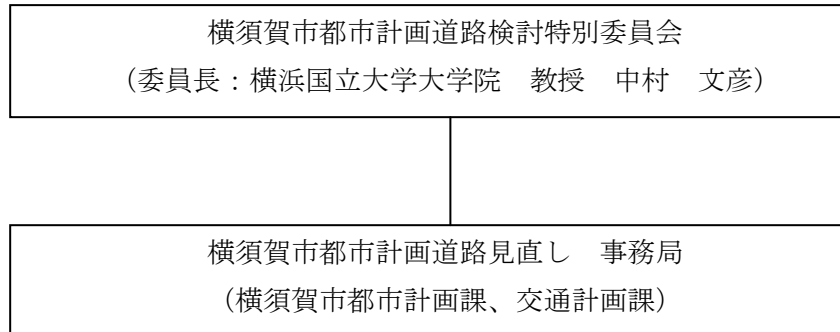 横須賀市都市計画道路検討特別委員会
（委員長：横浜国立大学大学院　教授　中村　文彦）
横須賀市都市計画道路見直し　事務局
（横須賀市都市計画課、交通計画課）